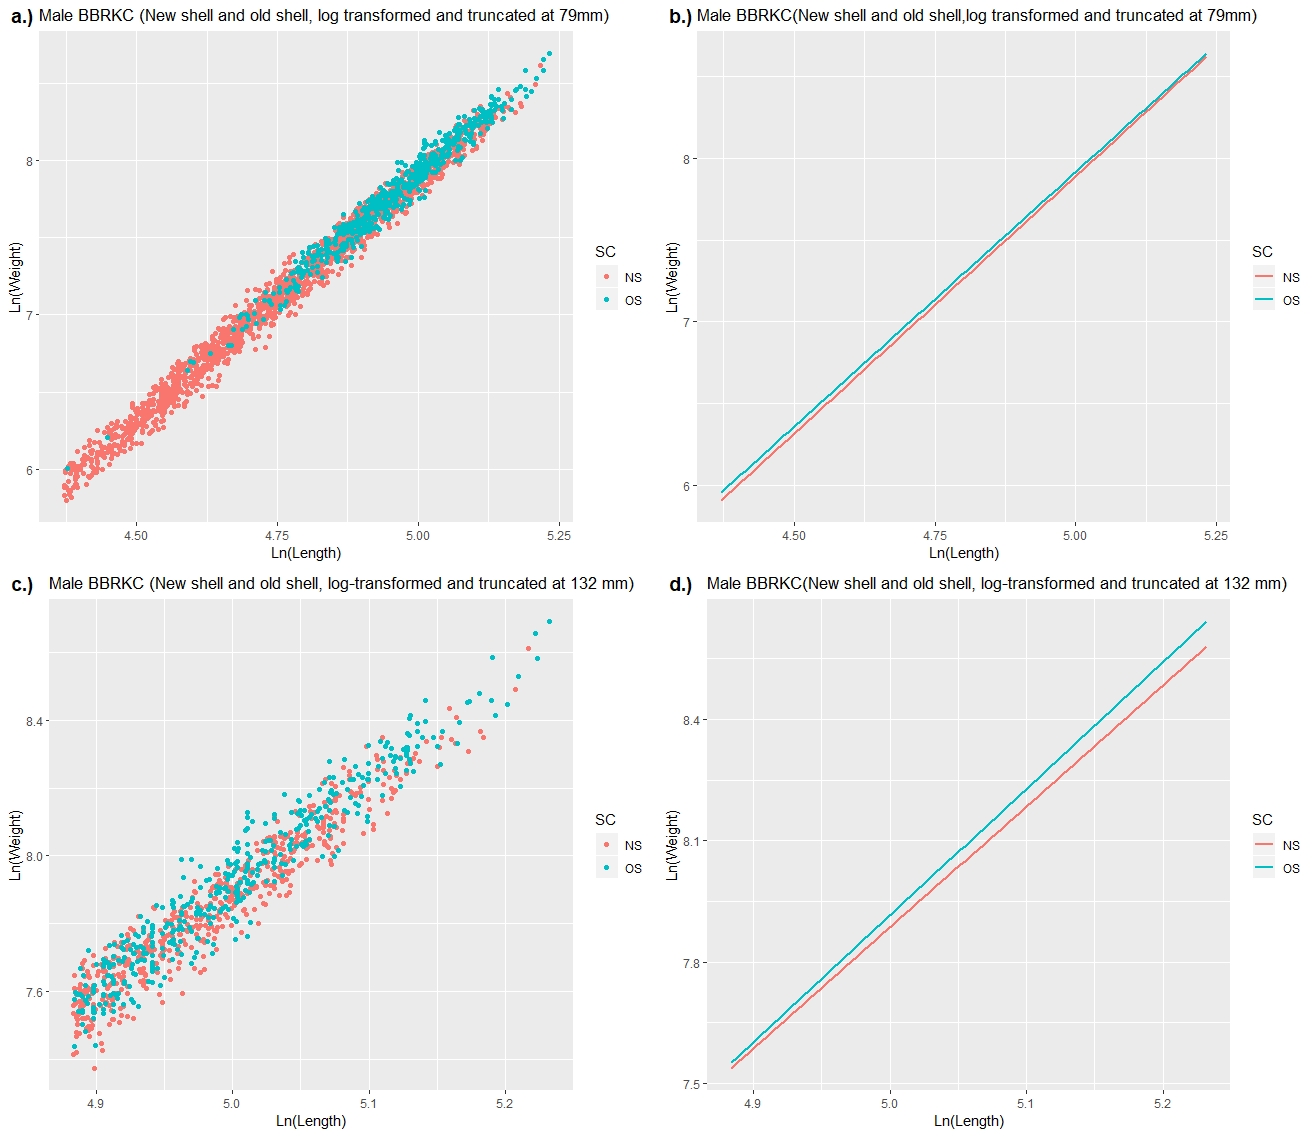 a.) Male BBRKC (New shell and old shell, log transformed and truncated at 79mm)
Ln(Weight)
8
7
6
4.50 4.75 5.00 5.25
Ln(Length)
SC
NS
OS
b.) Male BBRKC(New shell and old shell,log transformed and truncated at 79mm)
Ln(Weight)
8
7
6
4.50 4.75 5.00 5.25
Ln(Length)
SC
NS
OS
c.) Male BBRKC (New shell and old shell, log-transformed and truncated at 132 mm)
Ln(Weight)
8.4
8.0
7.6
4.9 5.0 5.1 5.2
Ln(Length)
SC
NS
OS
d.) Male BBRKC(New shell and old shell, log-transformed and truncated at 132 mm)
Ln(Weight)
8.4
8.1
7.8
7.5
4.9 5.0 5.1 5.2
Ln(Length)
SC
NS
OS